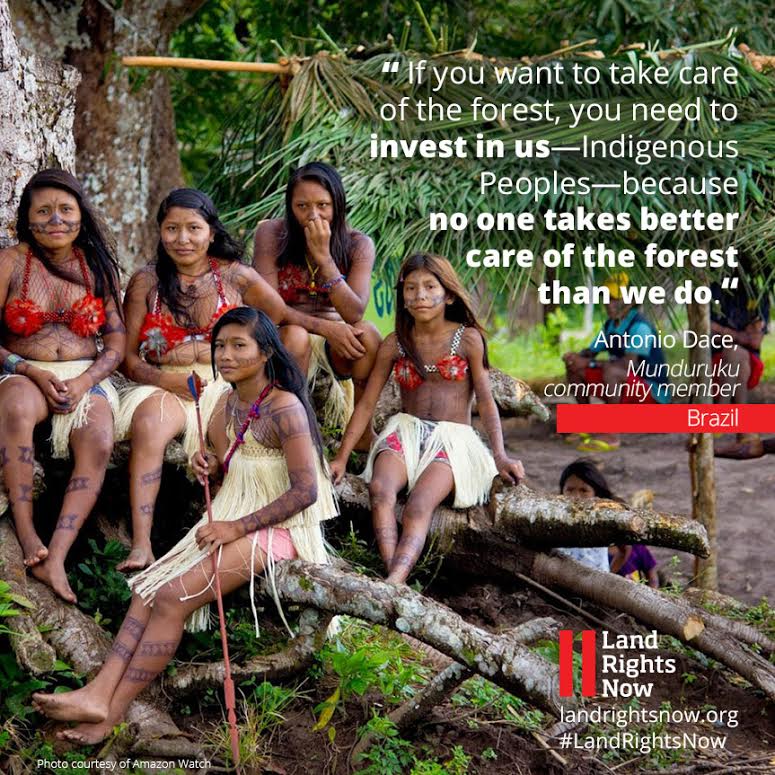 “ If you want to take care
of the forest, you need to
invest in us—Indigenous
Peoples—because
no one takes better
care of the forest
than we do.“
Antonio Dace,
Munduruku
community member
Brazil
Land
Rights
Now
landrightsnow.org
#LandRightsNow
Photo courtesy of Amazon Watch